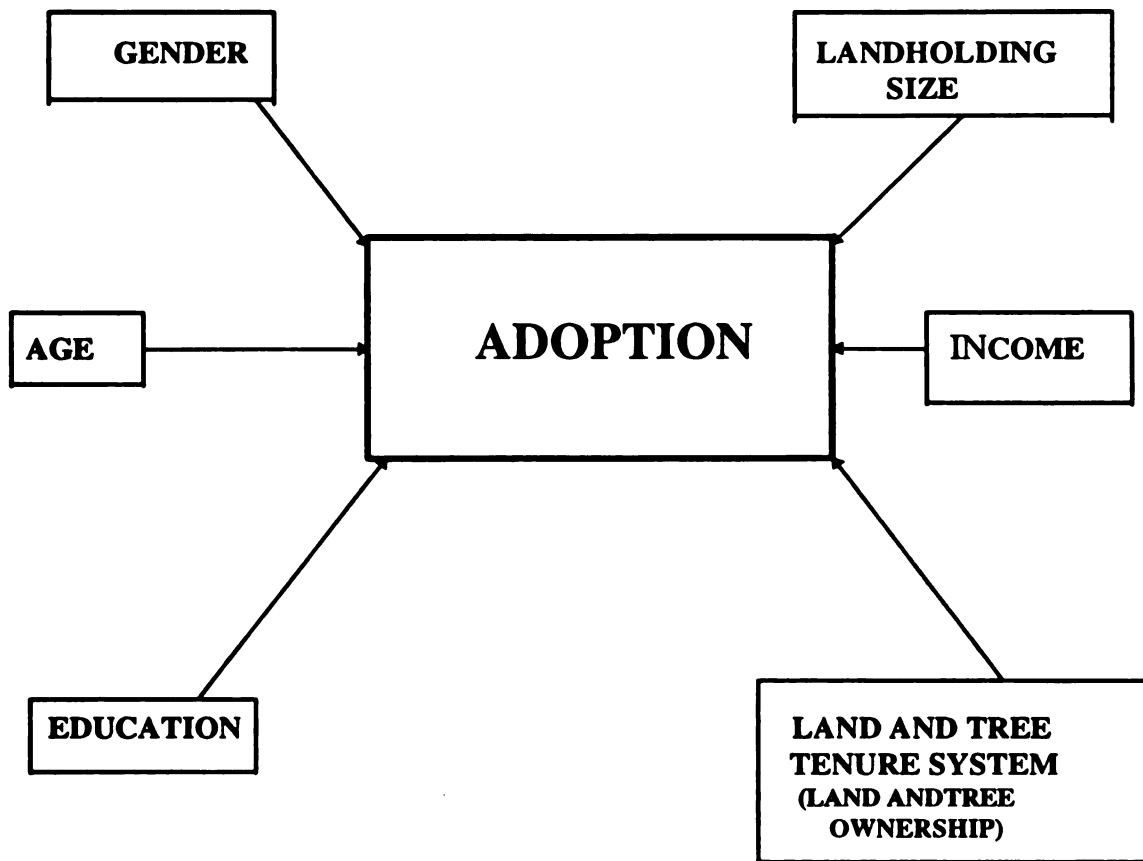 GENDER
LANDHOLDING
SIZE
AGE
ADOPTION
INCOME
EDUCATION
LAND AND TREE
TENURE SYSTEM
(LAND ANDTREE
OWNERSHIP)